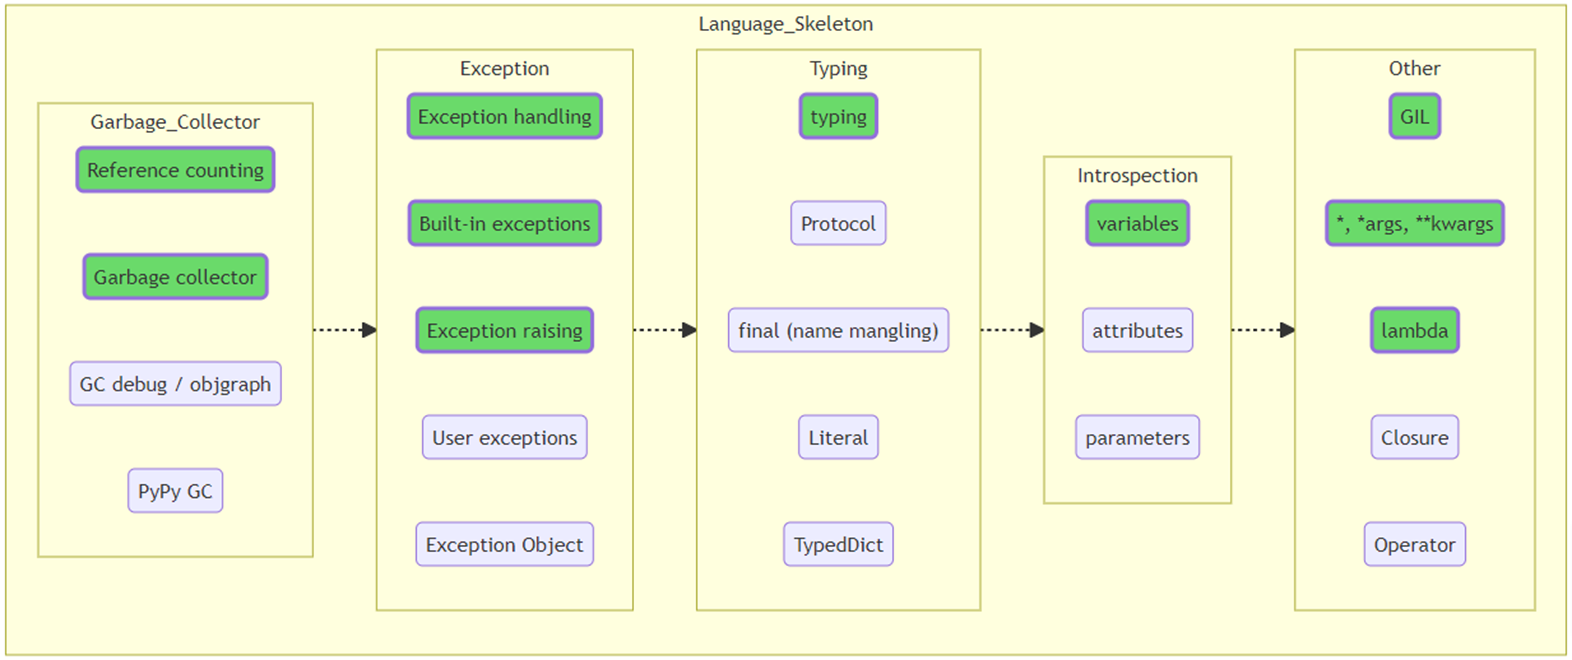 Language_Skeleton
Garbage_Collector
Reference counting
Garbage collector
GC debug / objgraph
PyPy GC
Exception
Exception handling
Built-in exceptions
Exception raising
User exceptions
Exception Object
Typing
typing
Protocol
final (name mangling)
Literal
TypedDict
Introspection
variables
attributes
parameters
Other
GIL
*, *args, **kwargs
lambda
Closure
Operator